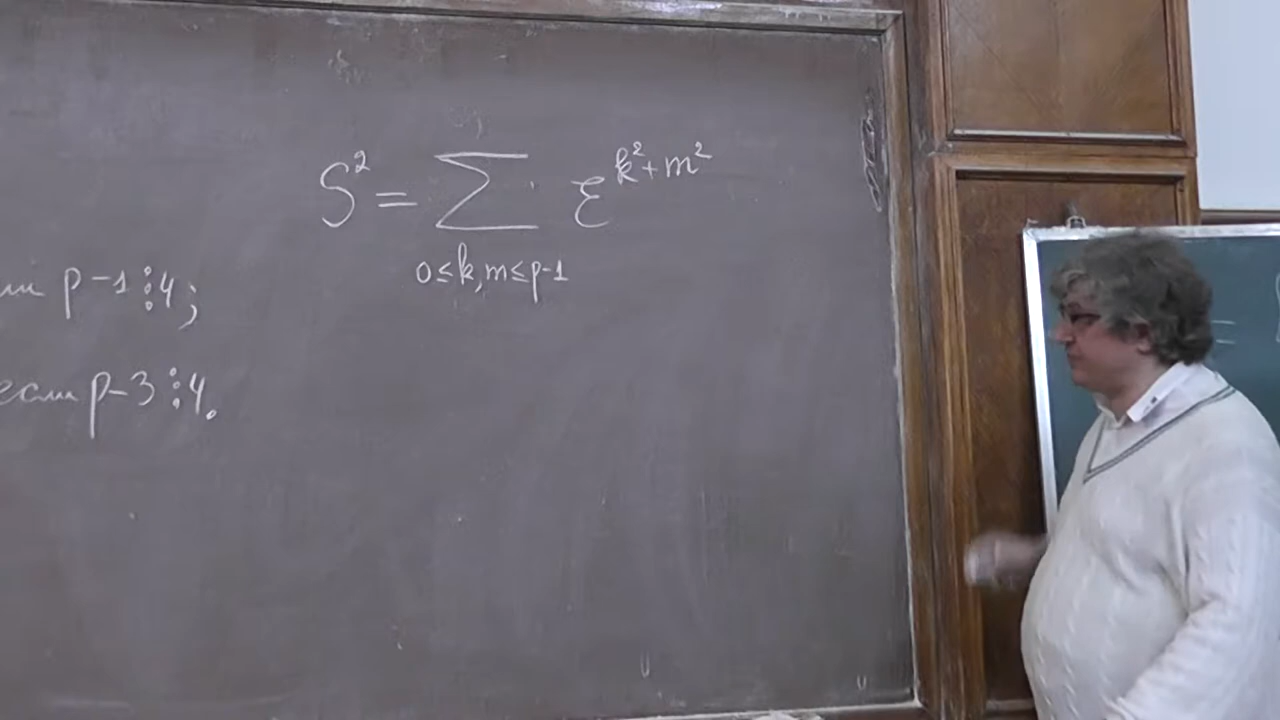 S² = ∑ ε^{k²+m²}
0≤k,m≤p-1
p-1⋮4;
если p-3⋮4.